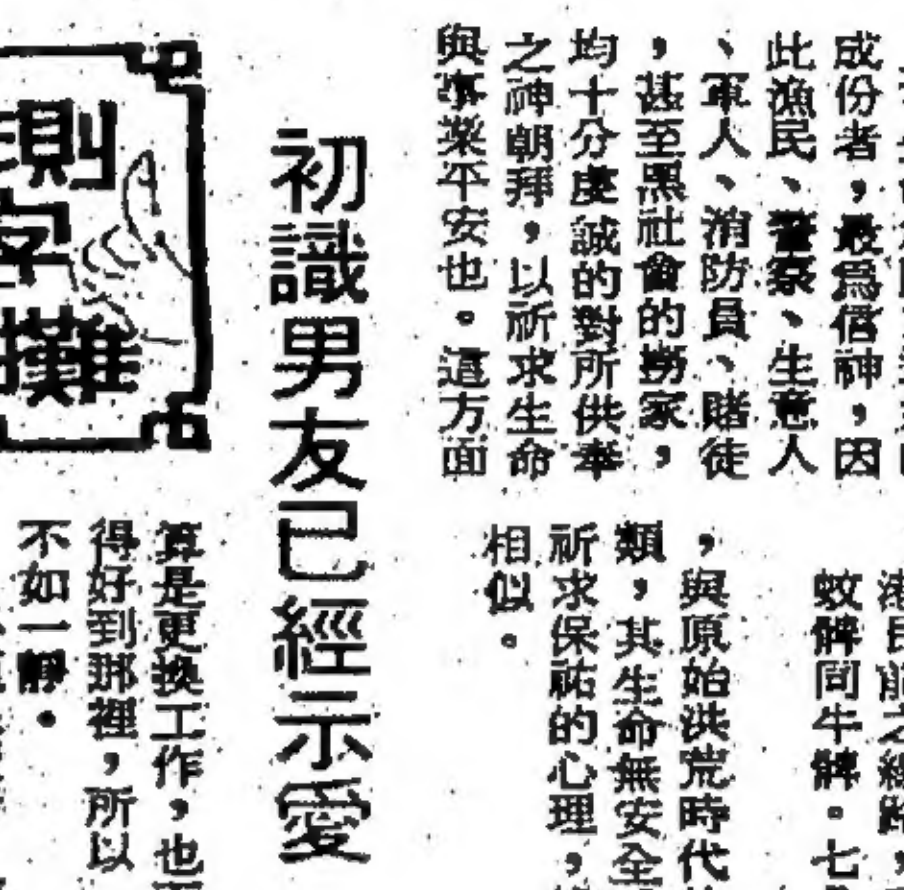 成份者，最爲信神，因
此漁民、警察、生意人
、軍人、消防員、賭徒
，甚至黑社會的撈家，
均十分虔誠的對所供奉
之神朝拜，以祈求生命
與事業平安也。這方面
蚊髀同牛髀。七
，與原始洪荒時代
類，其生命無安全
祈求保祐的心理，
相似。
初識男友已經示愛
測字攤
算是更換工作，也
得好到那裡，所以
不如一靜。